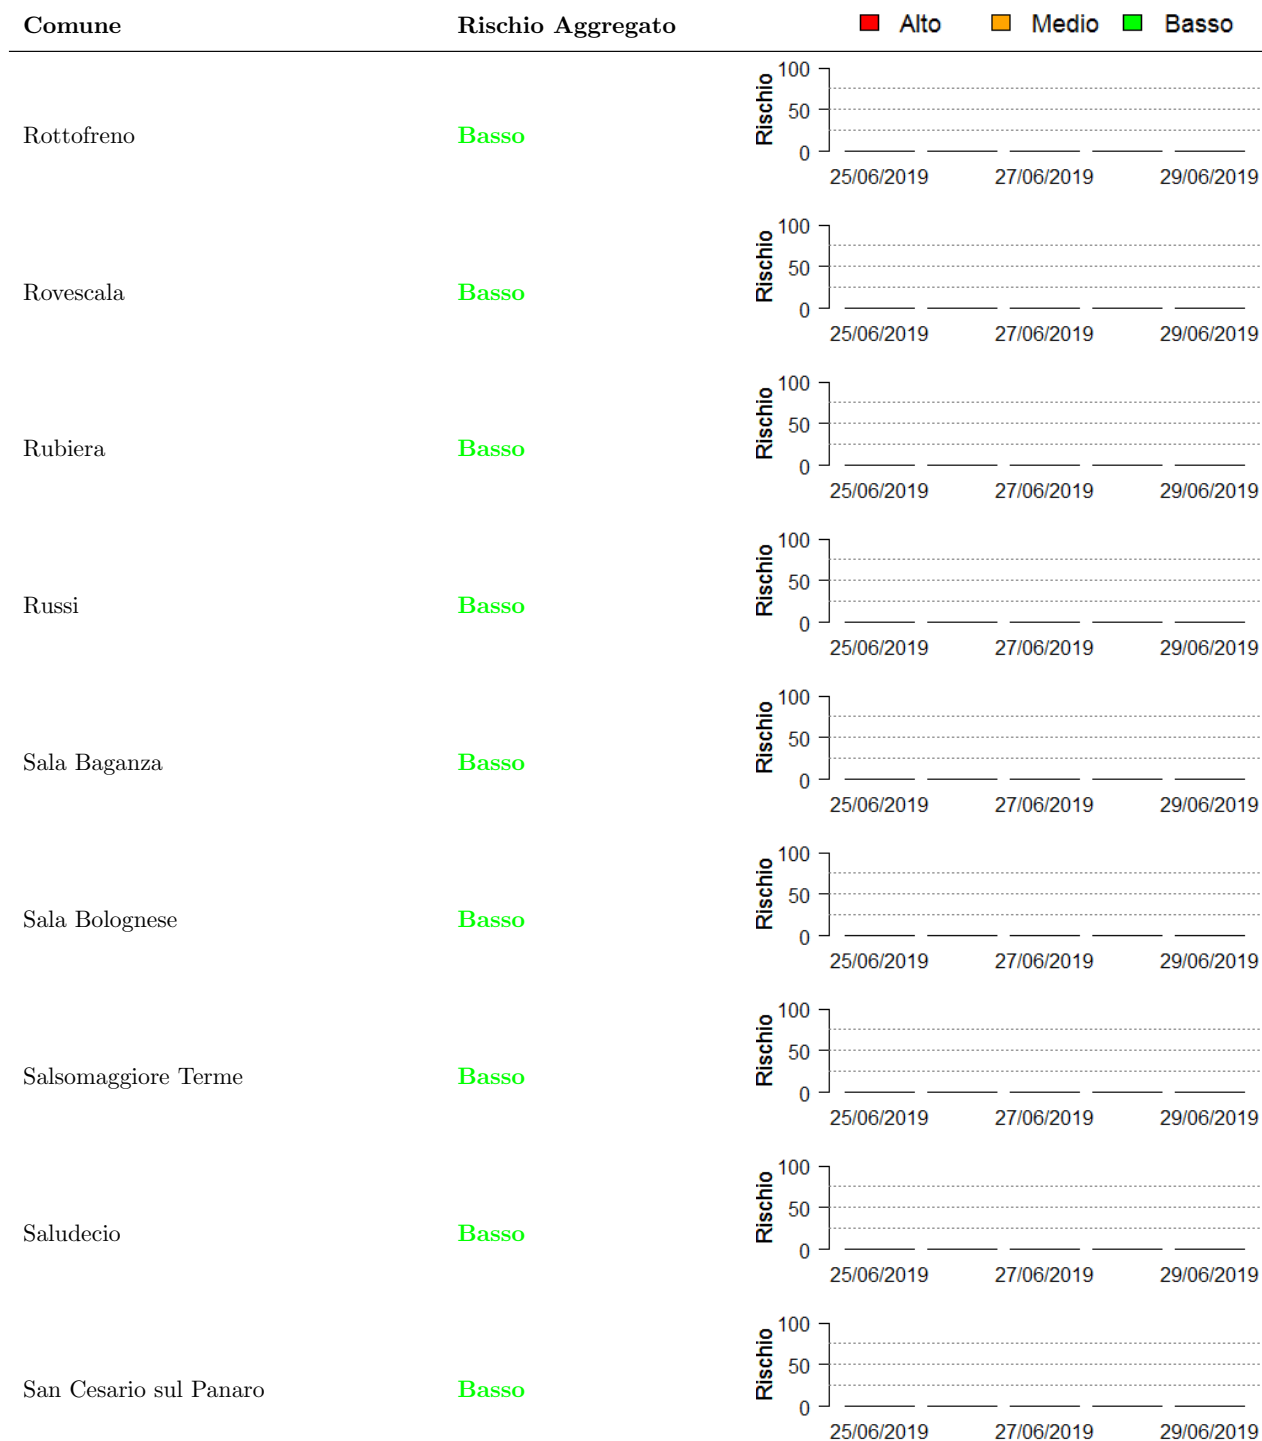 Comune Rischio Aggregato Alto Medio Basso
100
Rischio
50
Rottofreno Basso
0
25/06/2019 27/06/2019 29/06/2019
100
Rischio
50
Rovescala Basso
0
25/06/2019 27/06/2019 29/06/2019
100
Rischio
50
Rubiera Basso
0
25/06/2019 27/06/2019 29/06/2019
100
Rischio
50
Russi Basso
0
25/06/2019 27/06/2019 29/06/2019
100
Rischio
50
Sala Baganza Basso
0
25/06/2019 27/06/2019 29/06/2019
100
Rischio
50
Sala Bolognese Basso
0
25/06/2019 27/06/2019 29/06/2019
100
Rischio
50
Salsomaggiore Terme Basso
0
25/06/2019 27/06/2019 29/06/2019
100
Rischio
50
Saludecio Basso
0
25/06/2019 27/06/2019 29/06/2019
100
Rischio
50
San Cesario sul Panaro Basso
0
25/06/2019 27/06/2019 29/06/2019